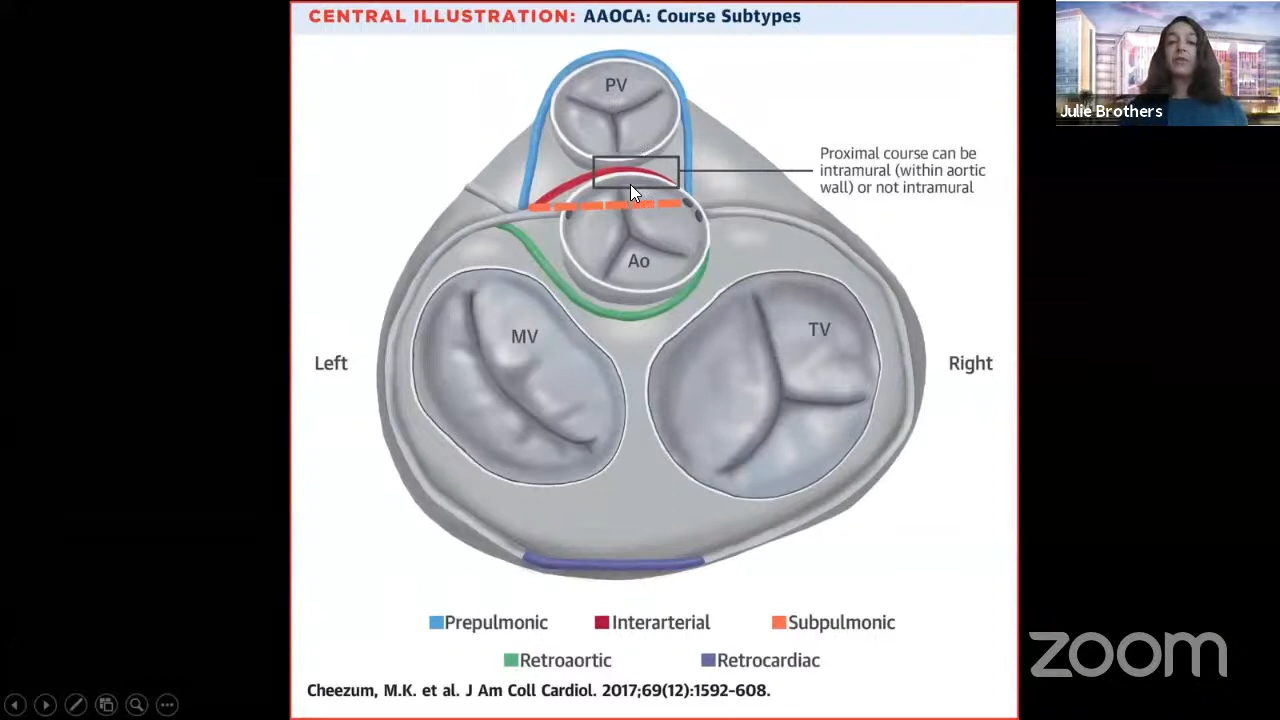 CENTRAL ILLUSTRATION: AAOCA: Course Subtypes
Julie Brothers
PV
Proximal course can be
intramural (within aortic
wall) or not intramural
Ao
MV
TV
Left
Right
Prepulmonic Interarterial Subpulmonic
Retroaortic Retrocardiac
zoom
Cheezum, M.K. et al. J Am Coll Cardiol. 2017;69(12):1592-608.